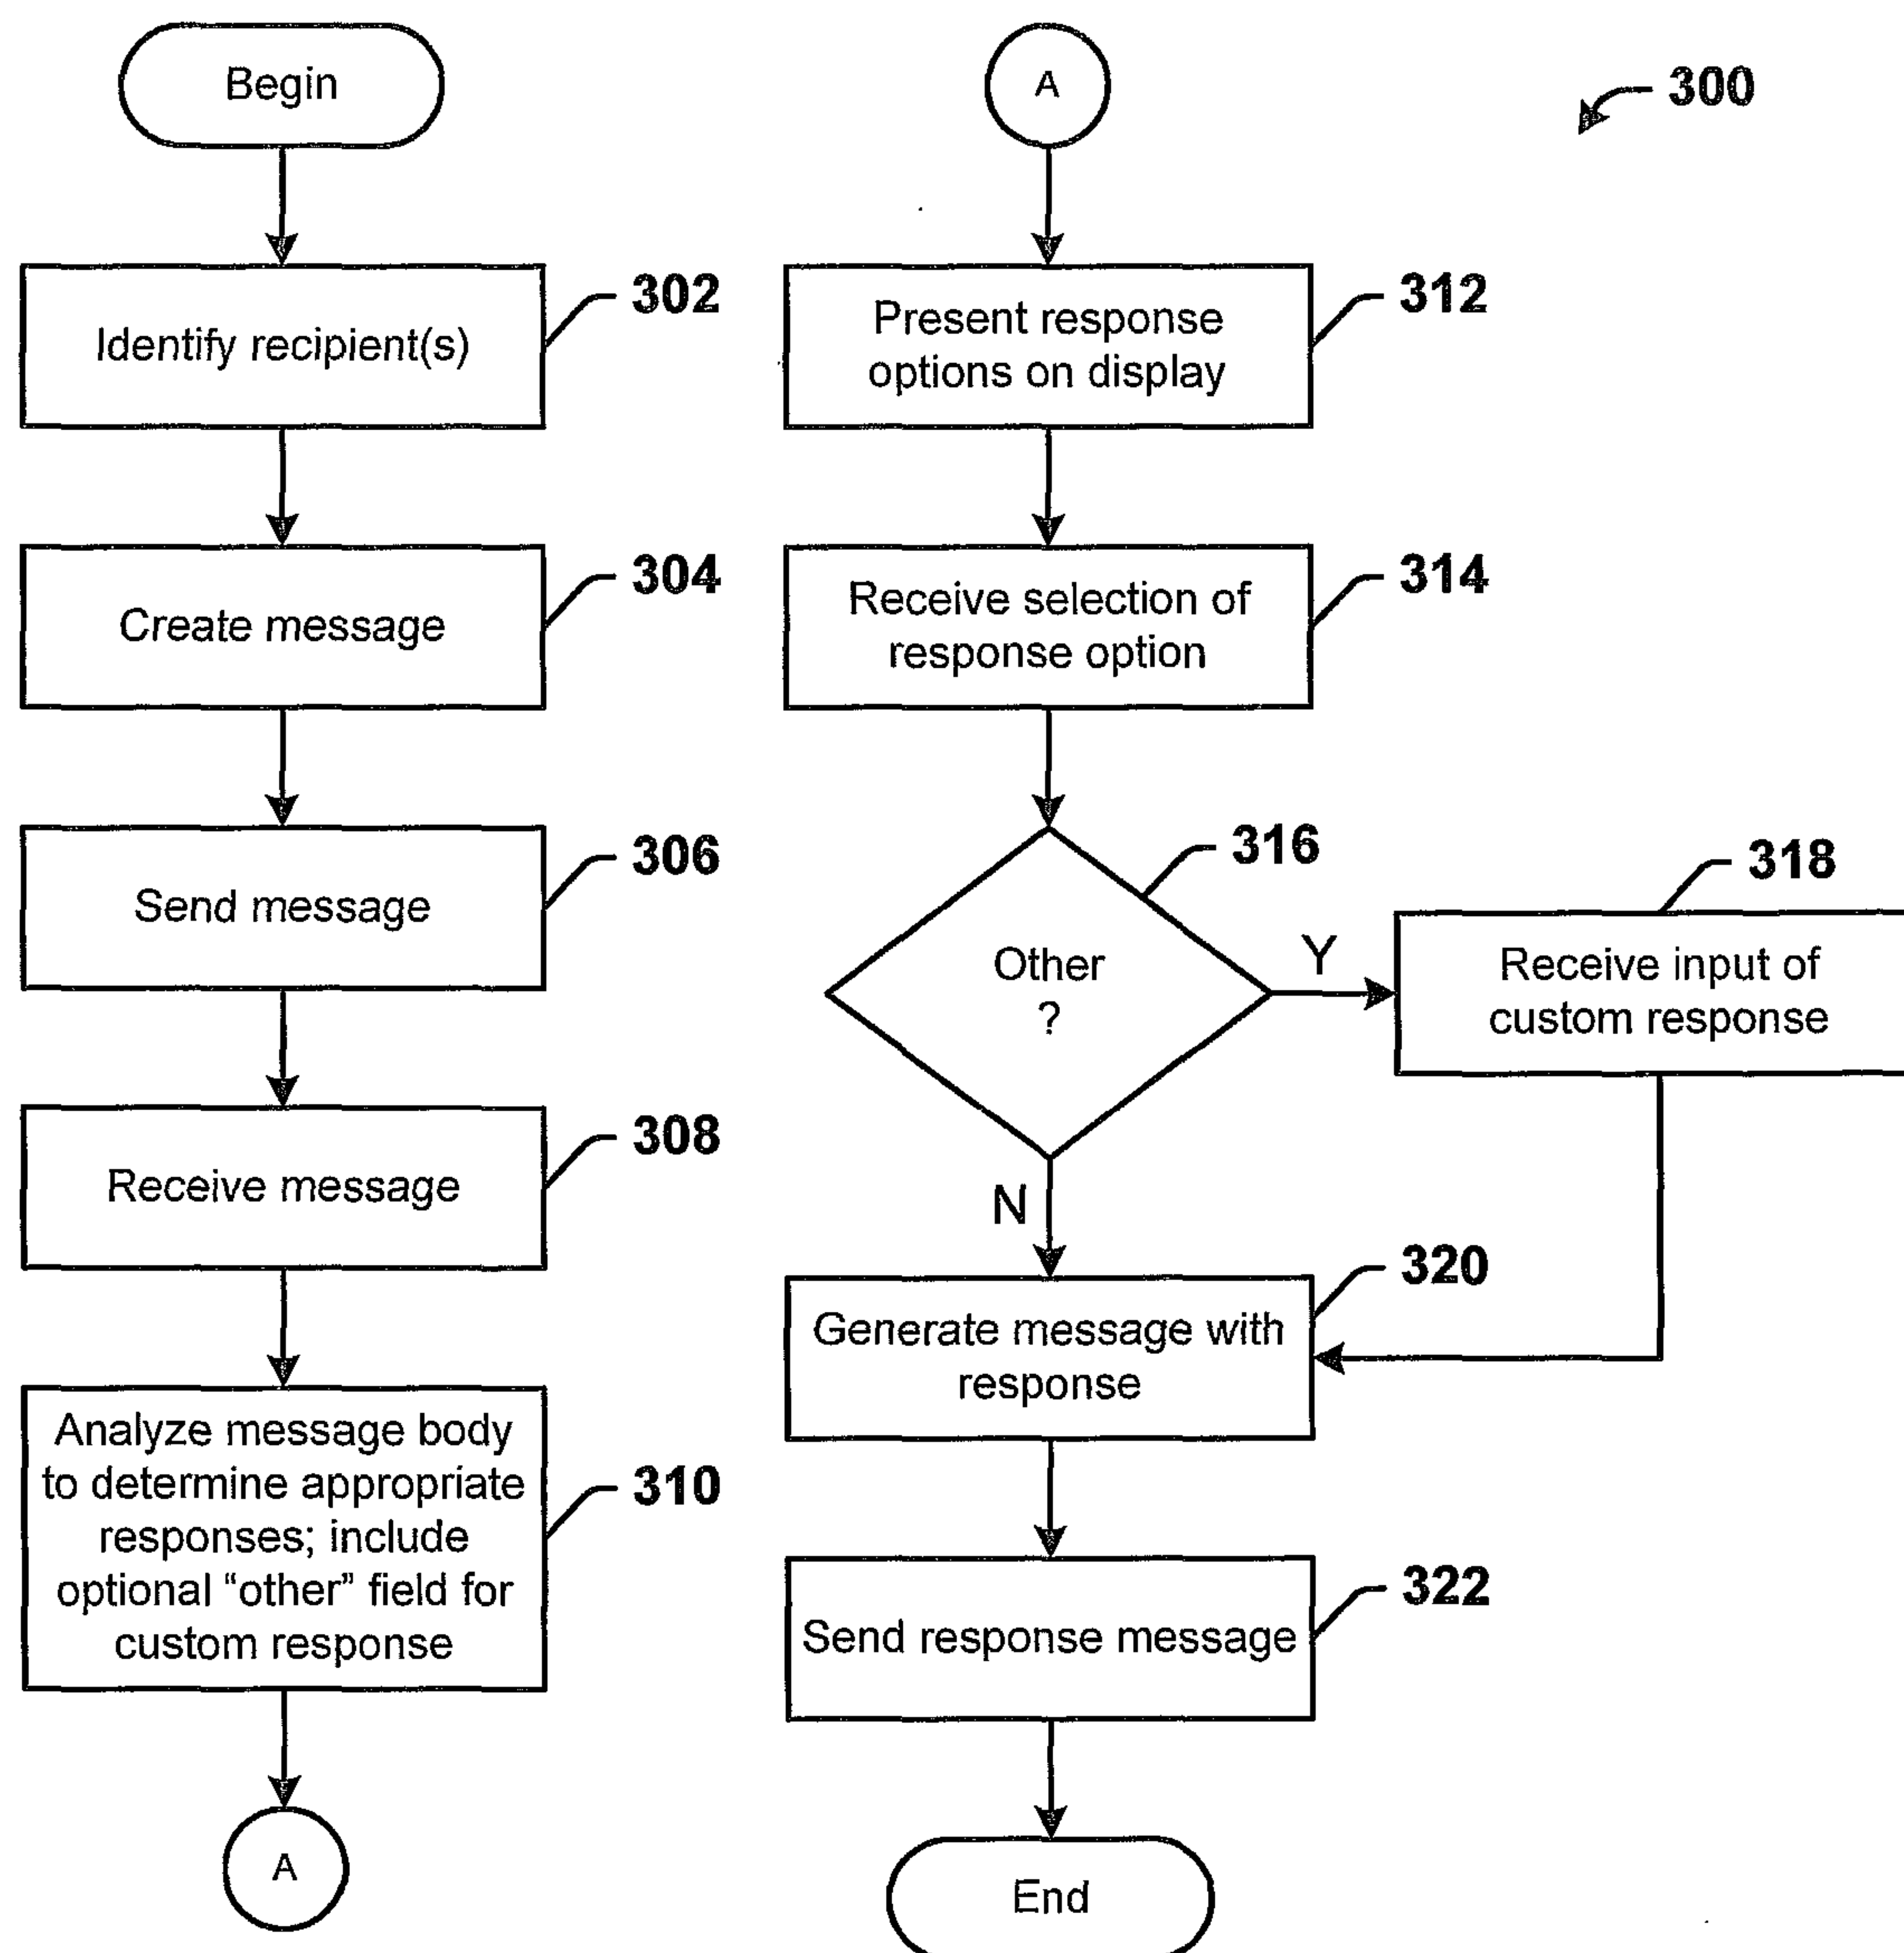 Begin
Identify recipient(s)
302
Create message
304
Send message
306
Receive message
308
Analyze message body
to determine appropriate
responses; include
optional “other” field for
custom response
310
A
A
300
Present response
options on display
312
Receive selection of
response option
314
Other
?
316
Y
318
Receive input of
custom response
N
320
Generate message with
response
322
Send response message
End